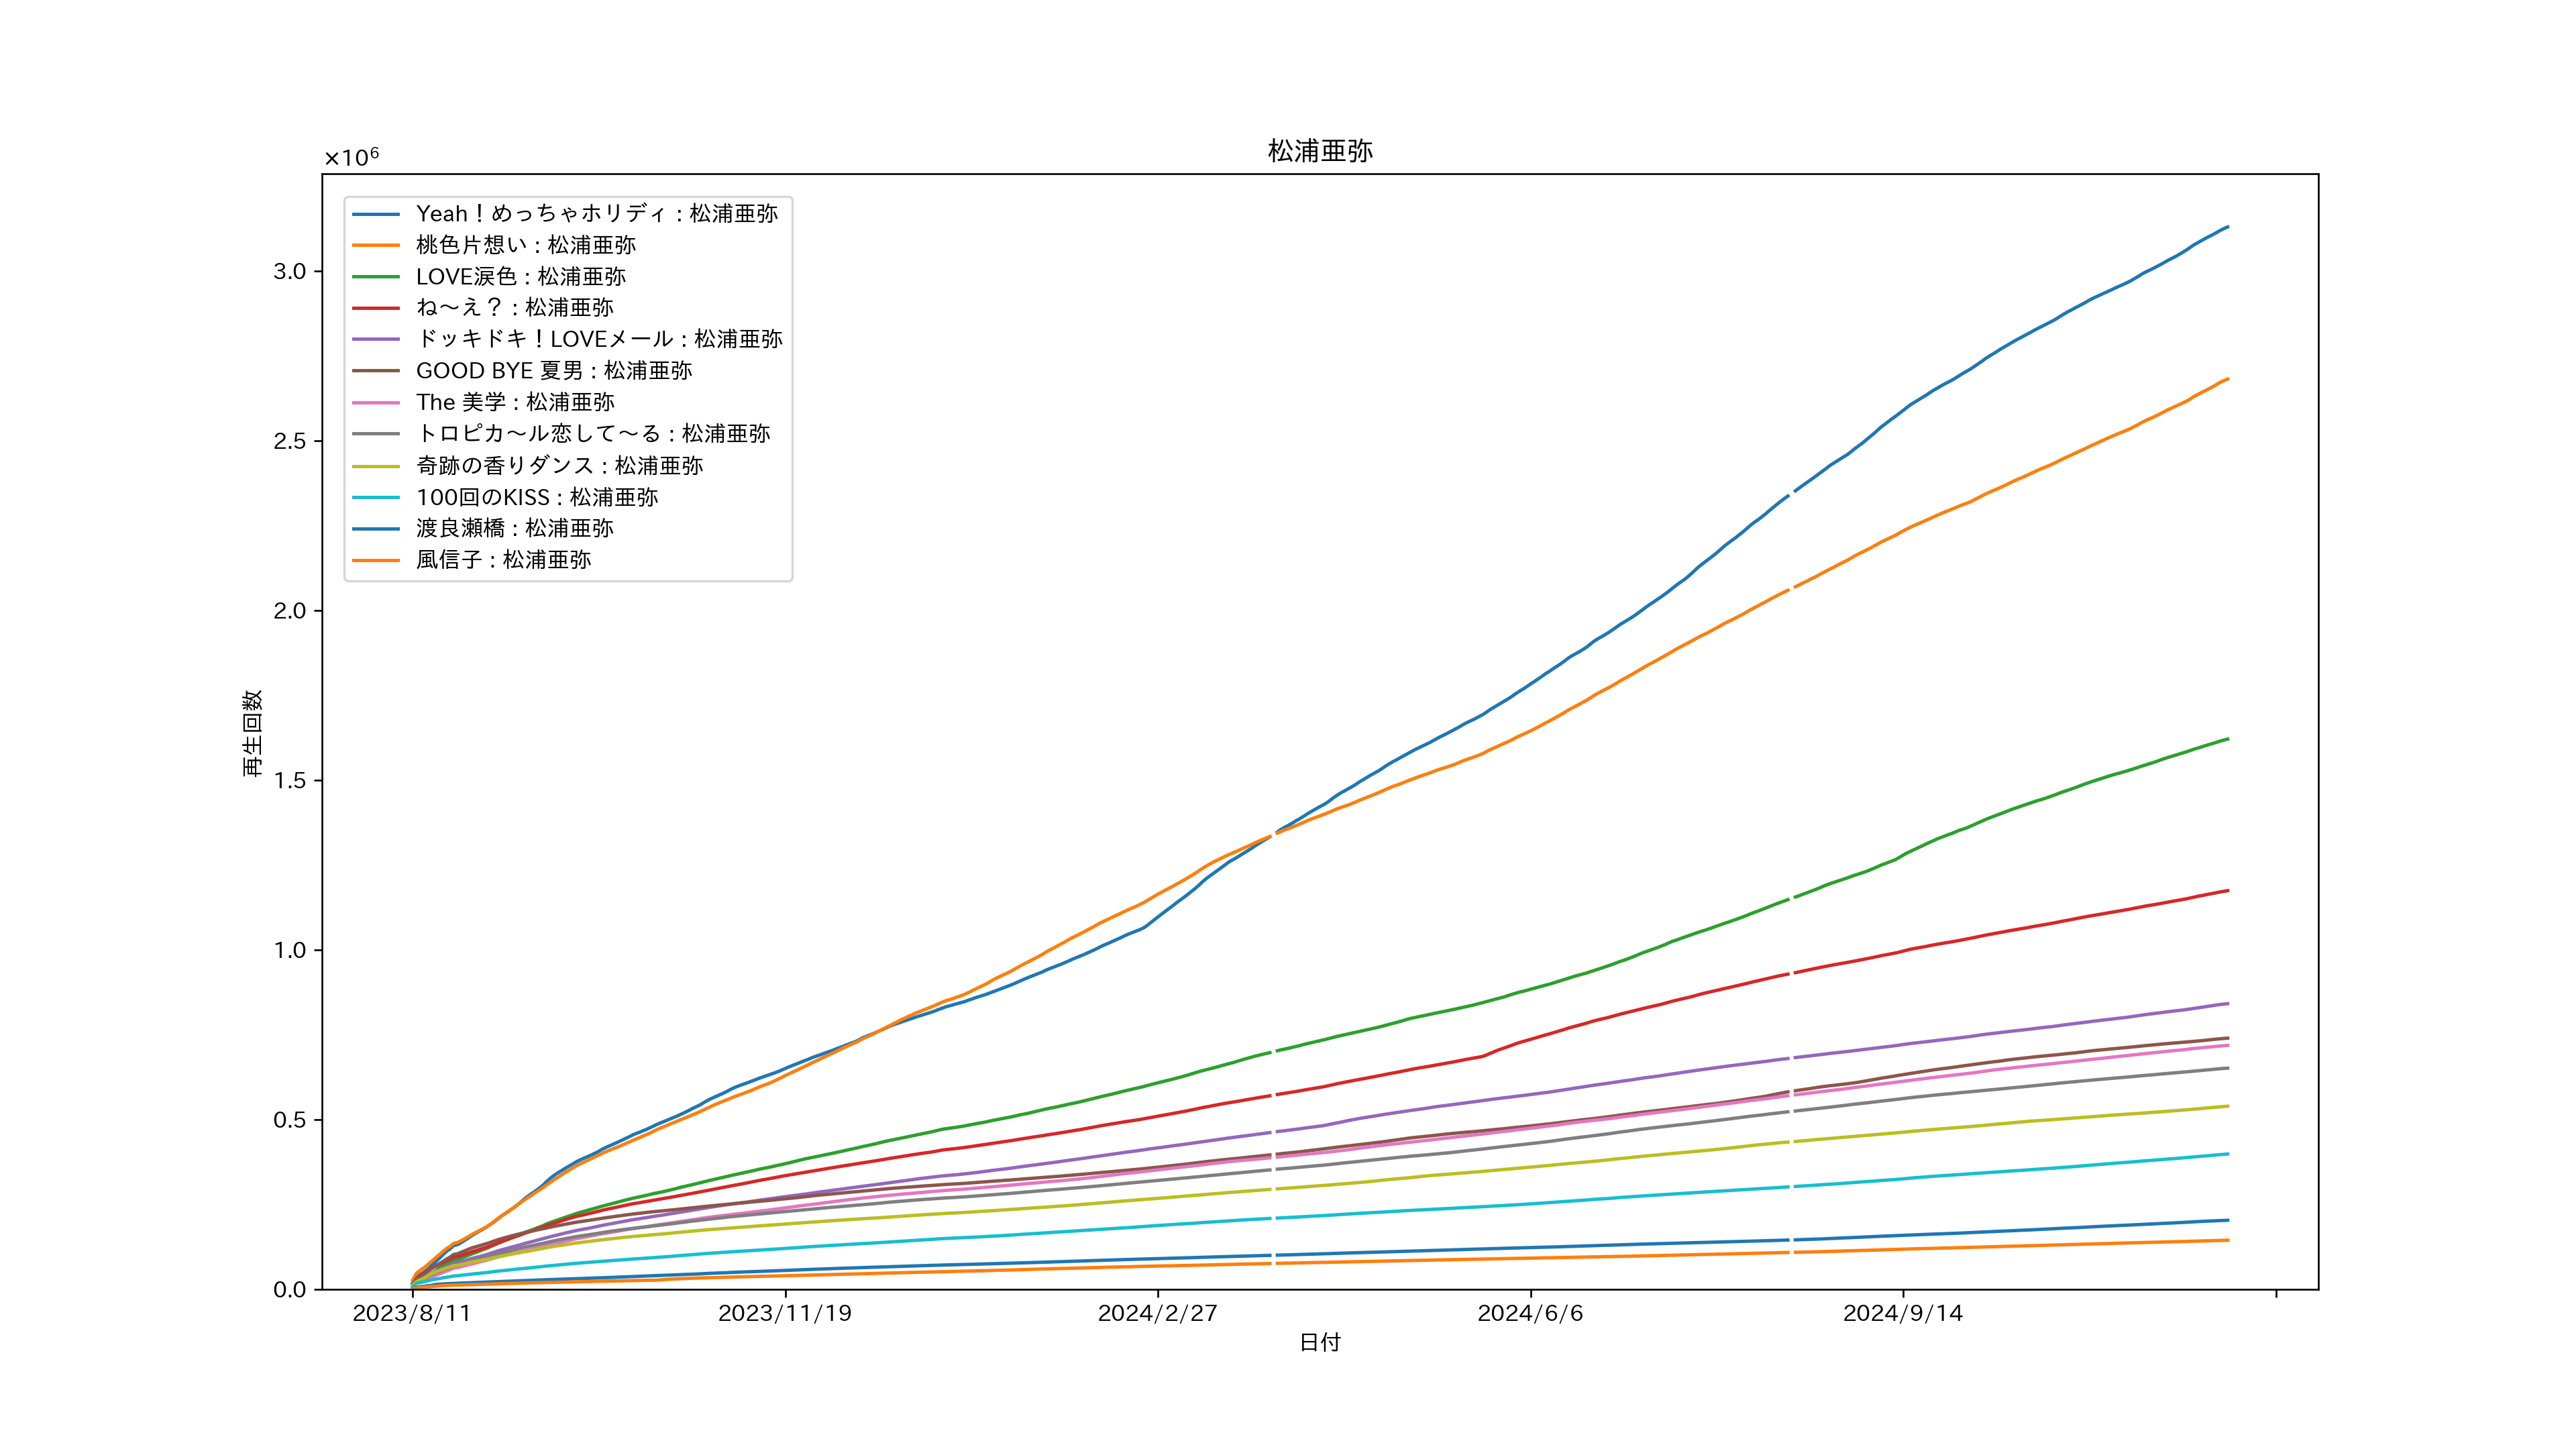 松浦亜弥
×10⁶
Yeah！めっちゃホリディ : 松浦亜弥
桃色片想い : 松浦亜弥
LOVE涙色 : 松浦亜弥
ね〜え？ : 松浦亜弥
ドッキドキ！LOVEメール : 松浦亜弥
GOOD BYE 夏男 : 松浦亜弥
The 美学 : 松浦亜弥
トロピカ〜ル恋して〜る : 松浦亜弥
奇跡の香りダンス : 松浦亜弥
100回のKISS : 松浦亜弥
渡良瀬橋 : 松浦亜弥
風信子 : 松浦亜弥
3.0
2.5
2.0
1.5
1.0
0.5
0.0
再生回数
2023/8/11
2023/11/19
2024/2/27
2024/6/6
2024/9/14
日付